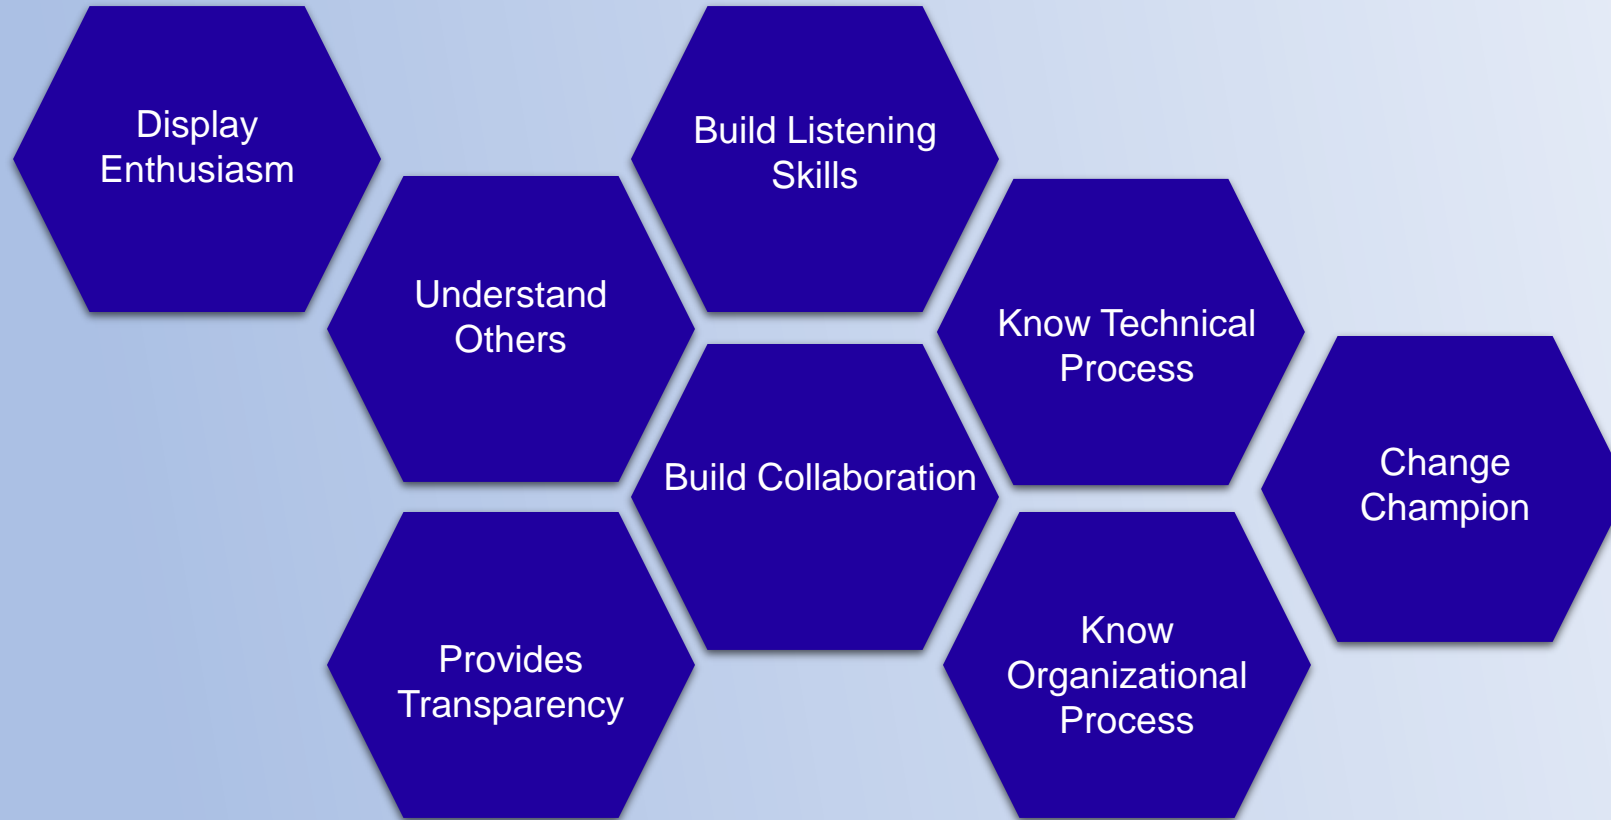 Display
Enthusiasm
Build Listening
Skills
Understand
Others
Know Technical
Process
Build Collaboration
Change
Champion
Provides
Transparency
Know
Organizational
Process